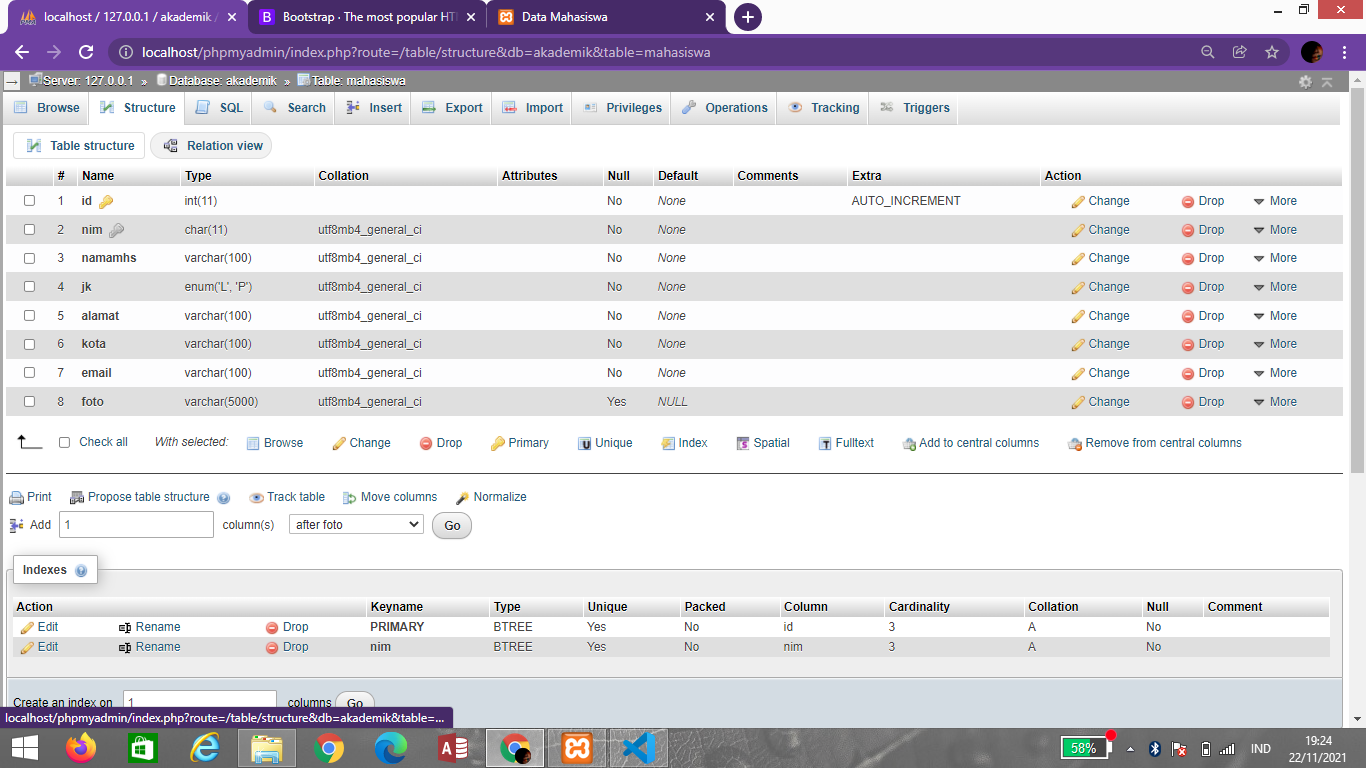 localhost / 127.0.0.1 / akademik / Bootstrap · The most popular HT Data Mahasiswa
localhost/phpmyadmin/index.php?route=/table/structure&db=akademik&table=mahasiswa
Server: 127.0.0.1 » Database: akademik » Table: mahasiswa
Browse Structure SQL Search Insert Export Import Privileges Operations Tracking Triggers
Table structure Relation view
# Name Type Collation Attributes Null Default Comments Extra Action
1 id int(11) No None AUTO_INCREMENT Change Drop More
2 nim char(11) utf8mb4_general_ci No None Change Drop More
3 namamhs varchar(100) utf8mb4_general_ci No None Change Drop More
4 jk enum('L', 'P') utf8mb4_general_ci No None Change Drop More
5 alamat varchar(100) utf8mb4_general_ci No None Change Drop More
6 kota varchar(100) utf8mb4_general_ci No None Change Drop More
7 email varchar(100) utf8mb4_general_ci No None Change Drop More
8 foto varchar(5000) utf8mb4_general_ci Yes NULL Change Drop More
Check all With selected: Browse Change Drop Primary Unique Index Spatial Fulltext Add to central columns Remove from central columns
Print Propose table structure Track table Move columns Normalize
Add 1 column(s) after foto Go
Indexes
Action Keyname Type Unique Packed Column Cardinality Collation Null Comment
Edit Rename Drop PRIMARY BTREE Yes No id 3 A No
Edit Rename Drop nim BTREE Yes No nim 3 A No
Create an index on 1 columns Go
localhost/phpmyadmin/index.php?route=/table/structure&db=akademik&table=...
58% IND 19:24
22/11/2021